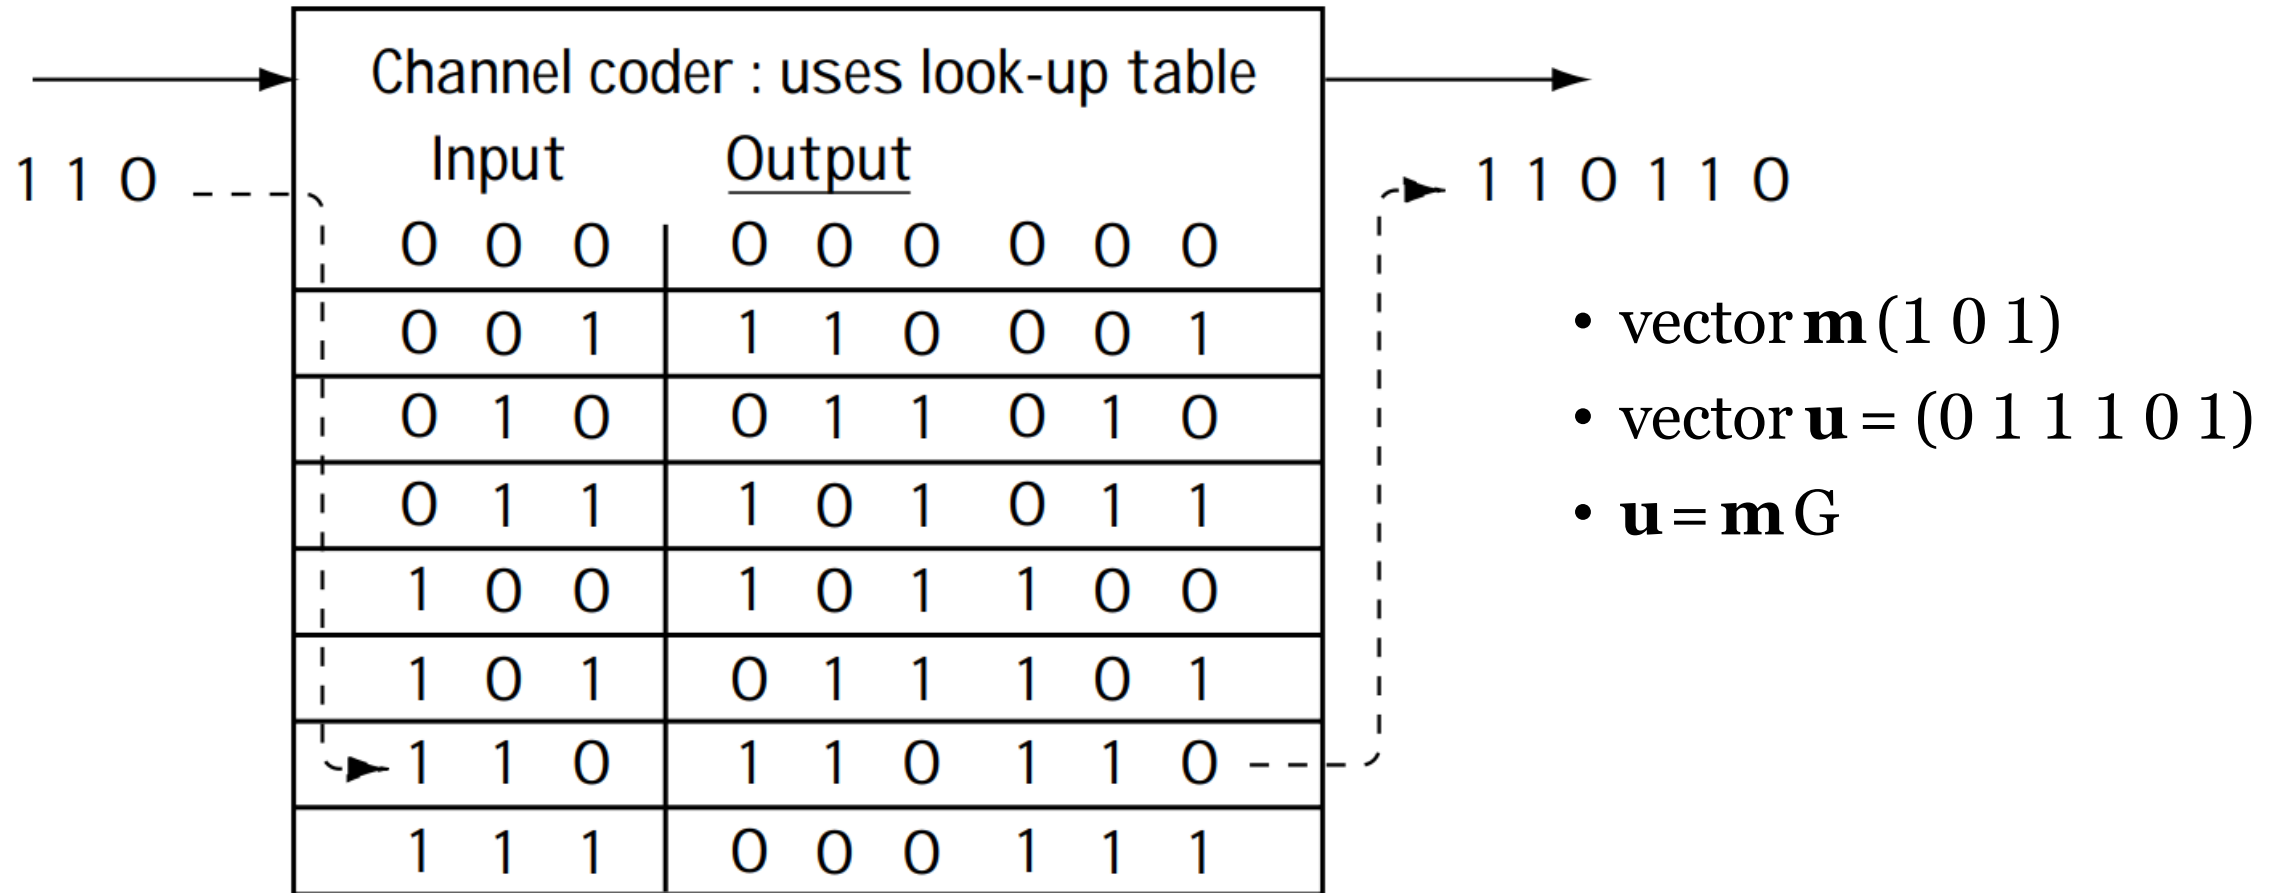 Channel coder : uses look-up table
Input Output
1 1 0
1 1 0 1 1 0
0 0 0 0 0 0 0 0 0
0 0 1 1 1 0 0 0 1
• vector m (1 0 1)
0 1 0 0 1 1 0 1 0
• vector u = (0 1 1 1 0 1)
0 1 1 1 0 1 0 1 1
• u = m G
1 0 0 1 0 1 1 0 0
1 0 1 0 1 1 1 0 1
1 1 0 1 1 0 1 1 0
1 1 1 0 0 0 1 1 1